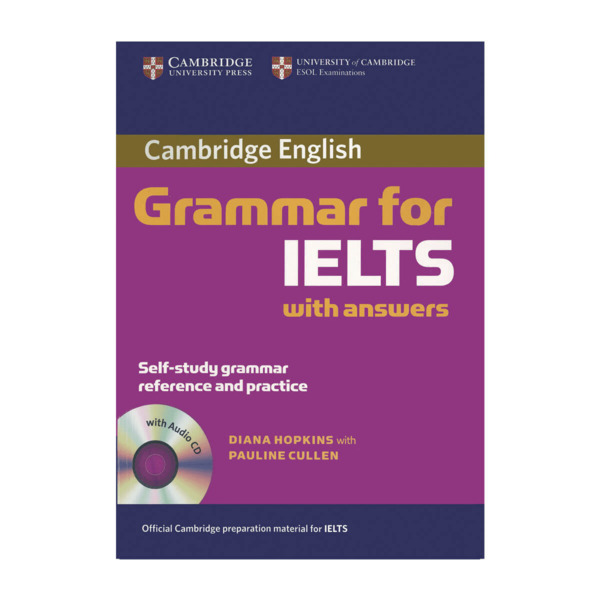 CAMBRIDGE
UNIVERSITY PRESS
UNIVERSITY of CAMBRIDGE
ESOL Examinations
Cambridge English
Grammar for
IELTS
with answers
Self-study grammar
reference and practice
with Audio CD
DIANA HOPKINS with
PAULINE CULLEN
Official Cambridge preparation material for IELTS